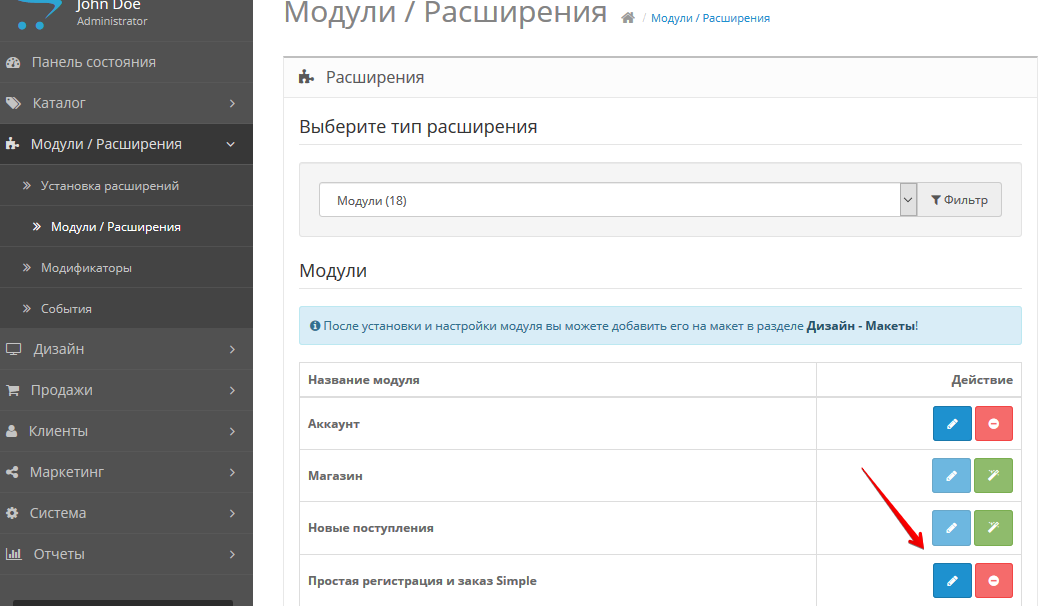 John Doe
Administrator
Панель состояния
Каталог
Модули / Расширения
Установка расширений
Модули / Расширения
Модификаторы
События
Дизайн
Продажи
Клиенты
Маркетинг
Система
Отчеты
Модули / Расширения
/ Модули / Расширения
Расширения
Выберите тип расширения
Модули (18)
Фильтр
Модули
После установки и настройки модуля вы можете добавить его на макет в разделе Дизайн - Макеты!
Название модуля
Действие
Аккаунт
Магазин
Новые поступления
Простая регистрация и заказ Simple